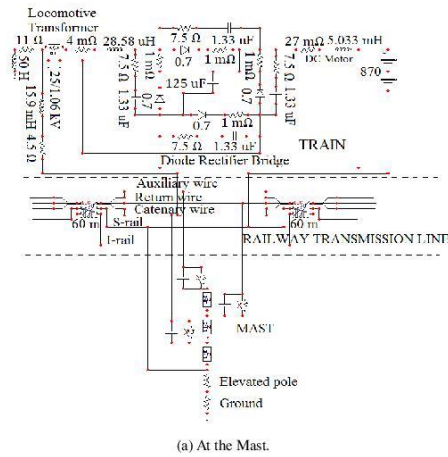 Locomotive
Transformer
11 Ω
4 mΩ
28.58 uH
7.5 Ω
1.33 uF
27 mΩ
5.033 mH
DC Motor
870
50 H
25/1.06 kV
15.9 mH
4.5 Ω
7.5 Ω
1.33 uF
1 mΩ
0.7
0.7
1 mΩ
125 uF
1 mΩ
0.7
7.5 Ω
1.33 uF
0.7
1 mΩ
7.5 Ω
1.33 uF
Diode Rectifier Bridge
TRAIN
Auxiliary wire
Return wire
Catenary wire
60 m
S-rail
I-rail
60 m
RAILWAY TRANSMISSION LINE
MAST
Elevated pole
Ground
(a) At the Mast.